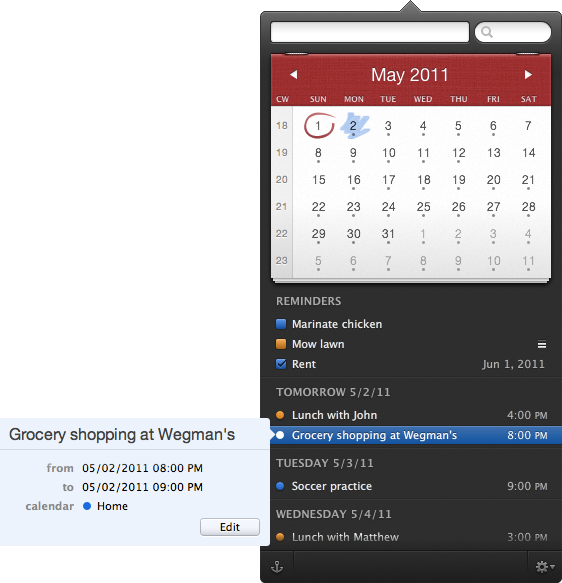 May 2011
CW SUN MON TUE WED THU FRI SAT
18 1 2 3 4 5 6 7
19 8 9 10 11 12 13 14
20 15 16 17 18 19 20 21
21 22 23 24 25 26 27 28
22 29 30 31 1 2 3 4
23 5 6 7 8 9 10 11
REMINDERS
Marinate chicken
Mow lawn
Rent Jun 1, 2011
TOMORROW 5/2/11
Lunch with John 4:00 PM
Grocery shopping at Wegman's 8:00 PM
TUESDAY 5/3/11
Soccer practice 9:00 PM
WEDNESDAY 5/4/11
Lunch with Matthew 3:00 PM
Grocery shopping at Wegman's
from 05/02/2011 08:00 PM
to 05/02/2011 09:00 PM
calendar Home
Edit